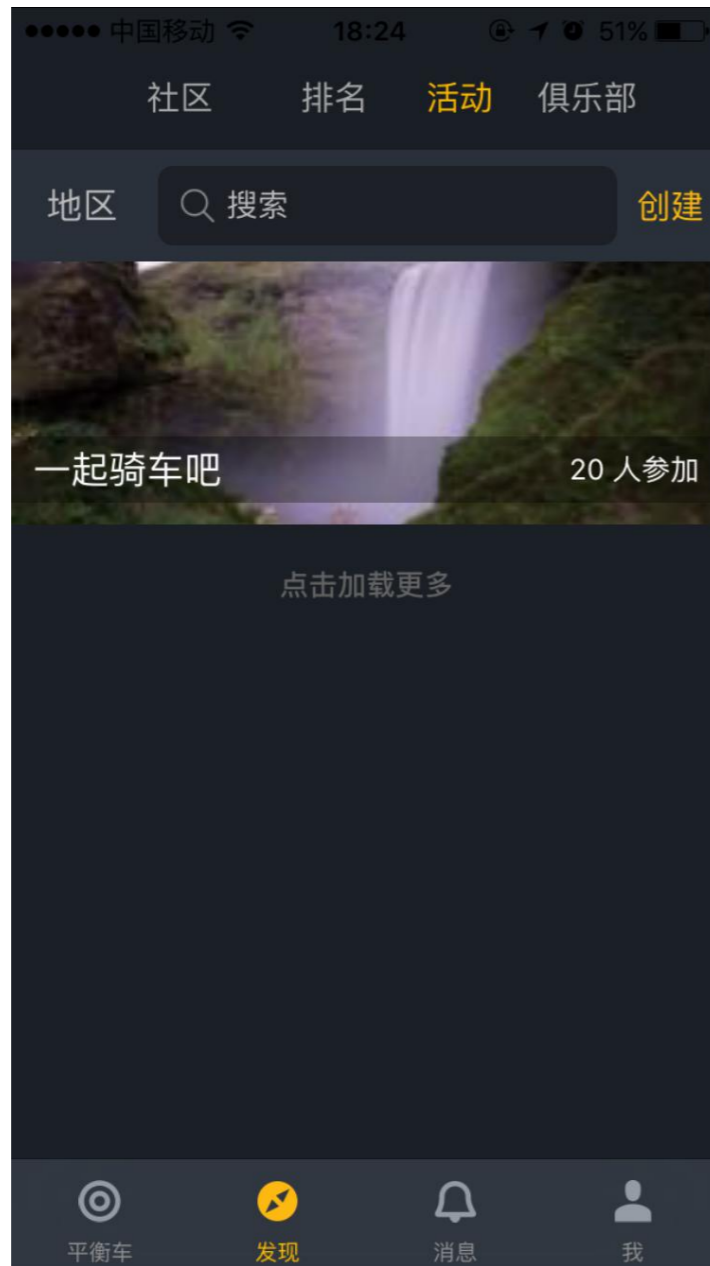 中国移动 18:24 51%
社区 排名 活动 俱乐部
地区 搜索 创建
一起骑车吧 20 人参加
点击加载更多
平衡车 发现 消息 我